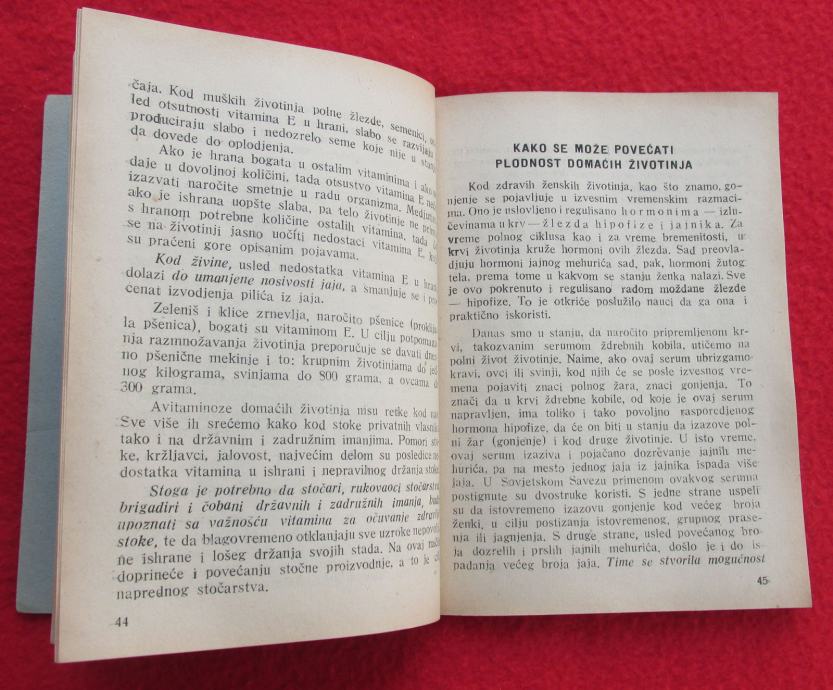 čaja. Kod muških životinja polne žlezde, semenici,
led otsutnosti vitamina E u hrani, slabo se razvijaju
produciraju slabo i nedozrelo seme koje nije u
da dovede do oplodjenja.
Ako je hrana bogata u ostalim vitaminima i ako se
daje u dovoljnoj količini, tada otsustvo vitamina E
izazvati naročite smetnje u radu organizma. Medjutim
ako je ishrana uopšte slaba, pa telo životinje ne
s hranom potrebne količine ostalih vitamina, tada
se na životinji jasno uočiti nedostaci vitamina E,
su praćeni gore opisanim pojavama.
Kod živine, usled nedostatka vitamina E u
dolazi do umanjene nosivosti jaja, a smanjuje se i
cenat izvodjenja pilića iz jaja.
Zeleniš i klice zrnevlja, naročito pšenice
la pšenica), bogati su vitaminom E. U cilju
nja razmnožavanja životinja preporučuje se davati
no pšenične mekinje i to: krupnim životinjama do
nog kilograma, svinjama do 800 grama, a ovcama do
300 grama.
Avitaminoze domaćih životinja nisu retke kod
Sve više ih srećemo kako kod stoke privatnih
tako i na državnim i zadružnim imanjima. Pomori
ke, kržljavci, jalovost, najvećim delom su posledice
dostatka vitamina u ishrani i nepravilnog držanja stoke
Stoga je potrebno da stočari, rukovaoci stočarstva
brigadiri i čobani državnih i zadružnih imanja,
upoznati sa važnošću vitamina za očuvanje
stoke, te da blagovremeno otklanjaju sve uzroke
ne ishrane i lošeg držanja svojih stada. Na ovaj
doprineće i povećanju stočne proizvodnje, a to je
naprednog stočarstva.
44
KAKO SE MOŽE POVEĆATI
PLODNOST DOMAĆIH ŽIVOTINJA
Kod zdravih ženskih životinja, kao što znamo, go-
njenje se pojavljuje u izvesnim vremenskim razmaci-
ma. Ono je uslovljeno i regulisano hormonima — izlu-
čevinama u krv — žlezda hipofize i jajnika. Za
vreme polnog ciklusa kao i za vreme bremenitosti, u
krvi životinja kruže hormoni ovih žlezda. Sad preovla-
djuju hormoni jajnog mehurića sad, pak, hormoni žutog
tela, prema tome u kakvom se stanju ženka nalazi. Sve
je ovo pokrenuto i regulisano radom moždane žlezde
— hipofize. To je otkriće poslužilo nauci da ga ona i
praktično iskoristi.
Danas smo u stanju, da naročito pripremljenom kr-
vi, takozvanim serumom ždrebnih kobila, utičemo na
polni život životinje. Naime, ako ovaj serum ubrizgamo
kravi, ovci ili svinji, kod njih će se posle izvesnog vre-
mena pojaviti znaci polnog žara, znaci gonjenja. To
znači da u krvi ždrebne kobile, od koje je ovaj serum
napravljen, ima toliko i tako povoljno rasporedjenog
hormona hipofize, da će on biti u stanju da izazove pol-
ni žar (gonjenje) i kod druge životinje. U isto vreme,
ovaj serum izaziva i pojačano dozrèvanje jajnih me-
hurića, pa na mesto jednog jaja iz jajnika ispada više
jaja. U Sovjetskom Savezu primenom ovakvog seruma
postignute su dvostruke koristi. S jedne strane uspeli
su da istovremeno izazovu gonjenje kod većeg broja
ženki, u cilju postizanja istovremenog, grupnog prase-
nja ili jagnjenja. S druge strane, usled povećanog bro-
ja dozrelih i prslih jajnih mehurića, došlo je i do is-
padanja većeg broja jaja. Time se stvorila mogućnost
45